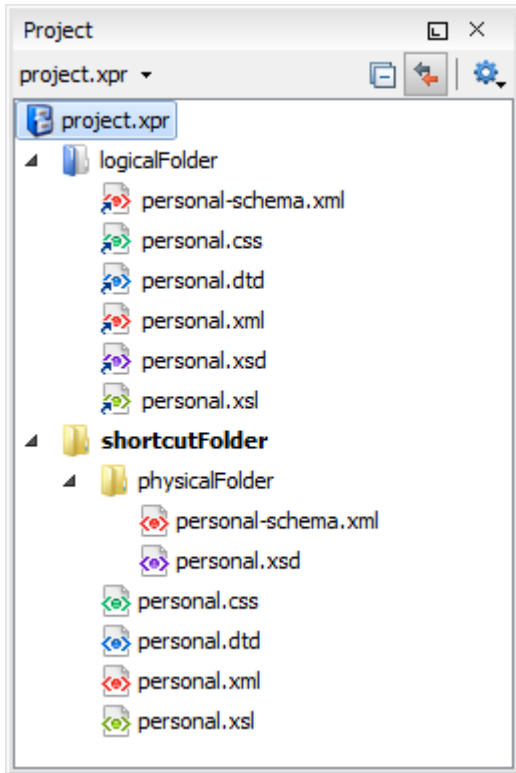 Project
project.xpr
project.xpr
logicalFolder
personal-schema.xml
personal.css
personal.dtd
personal.xml
personal.xsd
personal.xsl
shortcutFolder
physicalFolder
personal-schema.xml
personal.xsd
personal.css
personal.dtd
personal.xml
personal.xsl